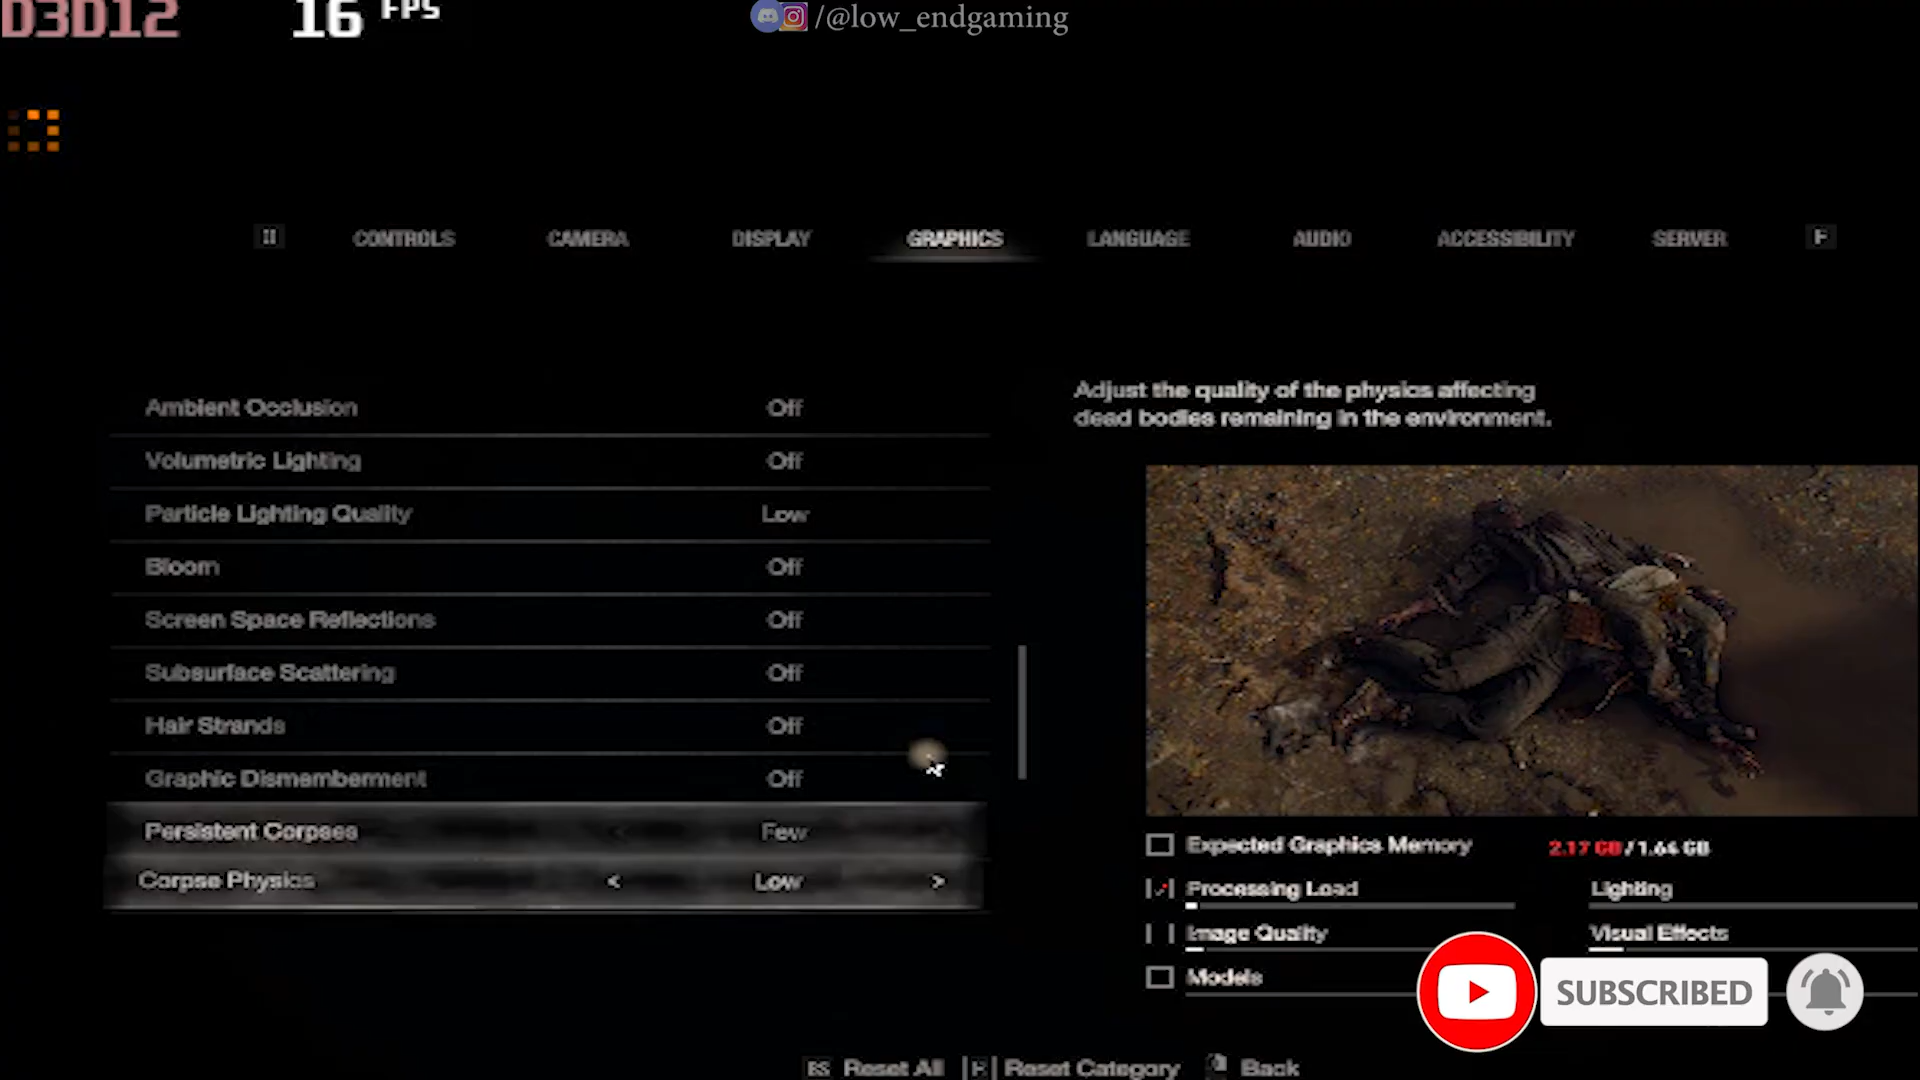 D3D12 16 FPS
/@low_endgaming
CONTROLS CAMERA DISPLAY GRAPHICS LANGUAGE AUDIO ACCESSIBILITY SERVER F
Ambient Occlusion Off
Volumetric Lighting Off
Particle Lighting Quality Low
Bloom Off
Screen Space Reflections Off
Subsurface Scattering Off
Hair Strands Off
Graphic Dismemberment Off
Persistent Corpses Few
Corpse Physics < Low >
Adjust the quality of the physics affecting
dead bodies remaining in the environment.
Expected Graphics Memory 2.17 GB / 1.64 GB
Processing Load Lighting
Image Quality Visual Effects
Models
SUBSCRIBED
BS Reset All Reset Category Back